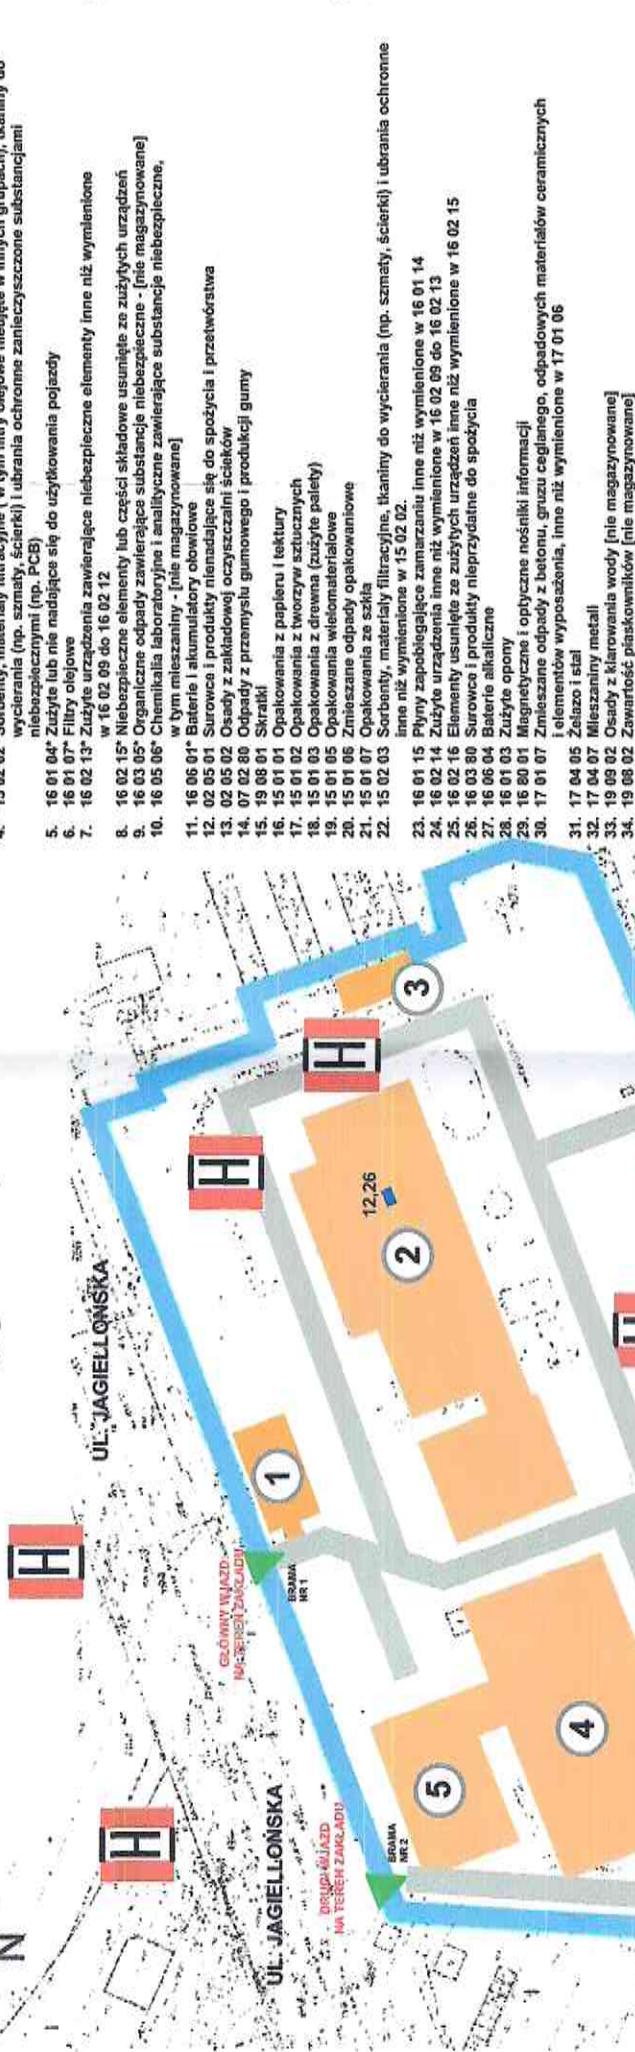 wycierania (np. szmaty, ścierki) i ubrania ochronne zanieczyszczone substancjami
niebezpiecznymi (np. PCB)
5. 16 01 04* Zużyte lub nie nadające się do użytkowania pojazdy
6. 16 01 07* Filtry olejowe
7. 16 02 13* Zużyte urządzenia zawierające niebezpieczne elementy inne niż wymienione
w 16 02 09 do 16 02 12
8. 16 02 15* Niebezpieczne elementy lub części składowe usunięte ze zużytych urządzeń
9. 16 03 05* Organiczne odpady zawierające substancje niebezpieczne - [nie magazynowane]
10. 16 05 06* Chemikalia laboratoryjne i analityczne zawierające substancje niebezpieczne,
w tym mieszaniny - [nie magazynowane]
11. 16 06 01* Baterie i akumulatory ołowiowe
12. 02 05 01 Surowce i produkty nienadające się do spożycia i przetwórstwa
13. 02 05 02 Osady z zakładowej oczyszczalni ścieków
14. 07 02 80 Odpady z przemysłu gumowego i produkcji gumy
15. 19 08 01 Skratki
16. 15 01 01 Opakowania z papieru i tektury
17. 15 01 02 Opakowania z tworzyw sztucznych
18. 15 01 03 Opakowania z drewna (zużyte palety)
19. 15 01 05 Opakowania wielomateriałowe
20. 15 01 06 Zmieszane odpady opakowaniowe
21. 15 01 07 Opakowania ze szkła
22. 15 02 03 Sorbenty, materiały filtracyjne, tkaniny do wycierania (np. szmaty, ścierki) i ubrania ochronne
inne niż wymienione w 15 02 02.
23. 16 01 15 Płyny zapobiegające zamarzaniu inne niż wymienione w 16 01 14
24. 16 02 14 Zużyte urządzenia inne niż wymienione w 16 02 09 do 16 02 13
25. 16 02 16 Elementy usunięte ze zużytych urządzeń inne niż wymienione w 16 02 15
26. 16 03 80 Surowce i produkty nieprzydatne do spożycia
27. 16 06 04 Baterie alkaliczne
28. 16 01 03 Zużyte opony
29. 16 80 01 Magnetyczne i optyczne nośniki informacji
30. 17 01 07 Zmieszane odpady z betonu, gruzu ceglanego, odpadowych materiałów ceramicznych
i elementów wyposażenia, inne niż wymienione w 17 01 06
31. 17 04 05 Żelazo i stal
32. 17 04 07 Mieszaniny metali
33. 19 09 02 Osady z klarowania wody [nie magazynowane]
34. 19 08 02 Zawartość piaskowników [nie magazynowane]
N
H
H
H
H
UL. JAGIELLOŃSKA
UL. JAGIELLOŃSKA
GŁÓWNY WJAZD
NA TEREN ZAKŁADU
BRAMA
NR 1
DRUGI WJAZD
NA TEREN ZAKŁADU
BRAMA
NR 2
12,26
1
2
3
4
5